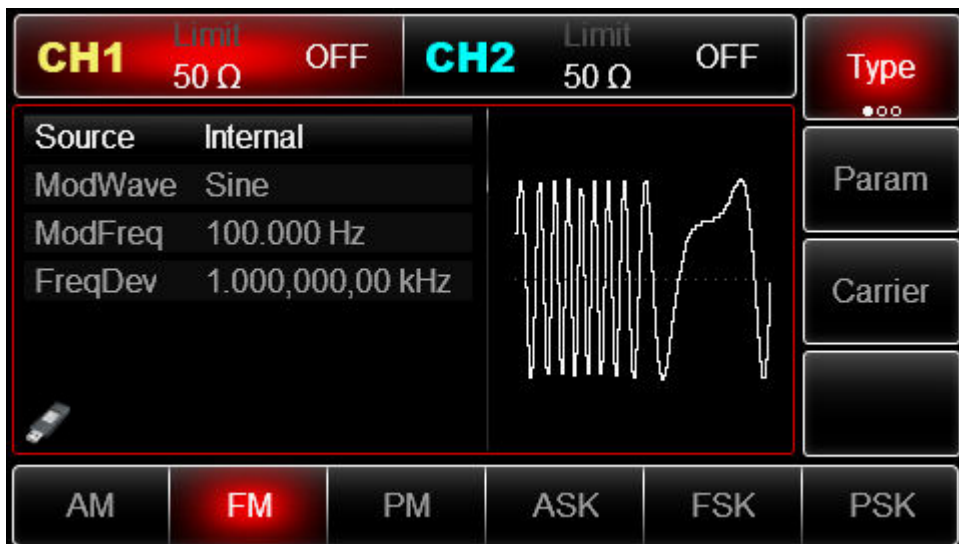 CH1 Limit 50 Ω OFF CH2 Limit 50 Ω OFF
Type
Source Internal
ModWave Sine
ModFreq 100.000 Hz
FreqDev 1.000,000,00 kHz
Param
Carrier
AM FM PM ASK FSK PSK